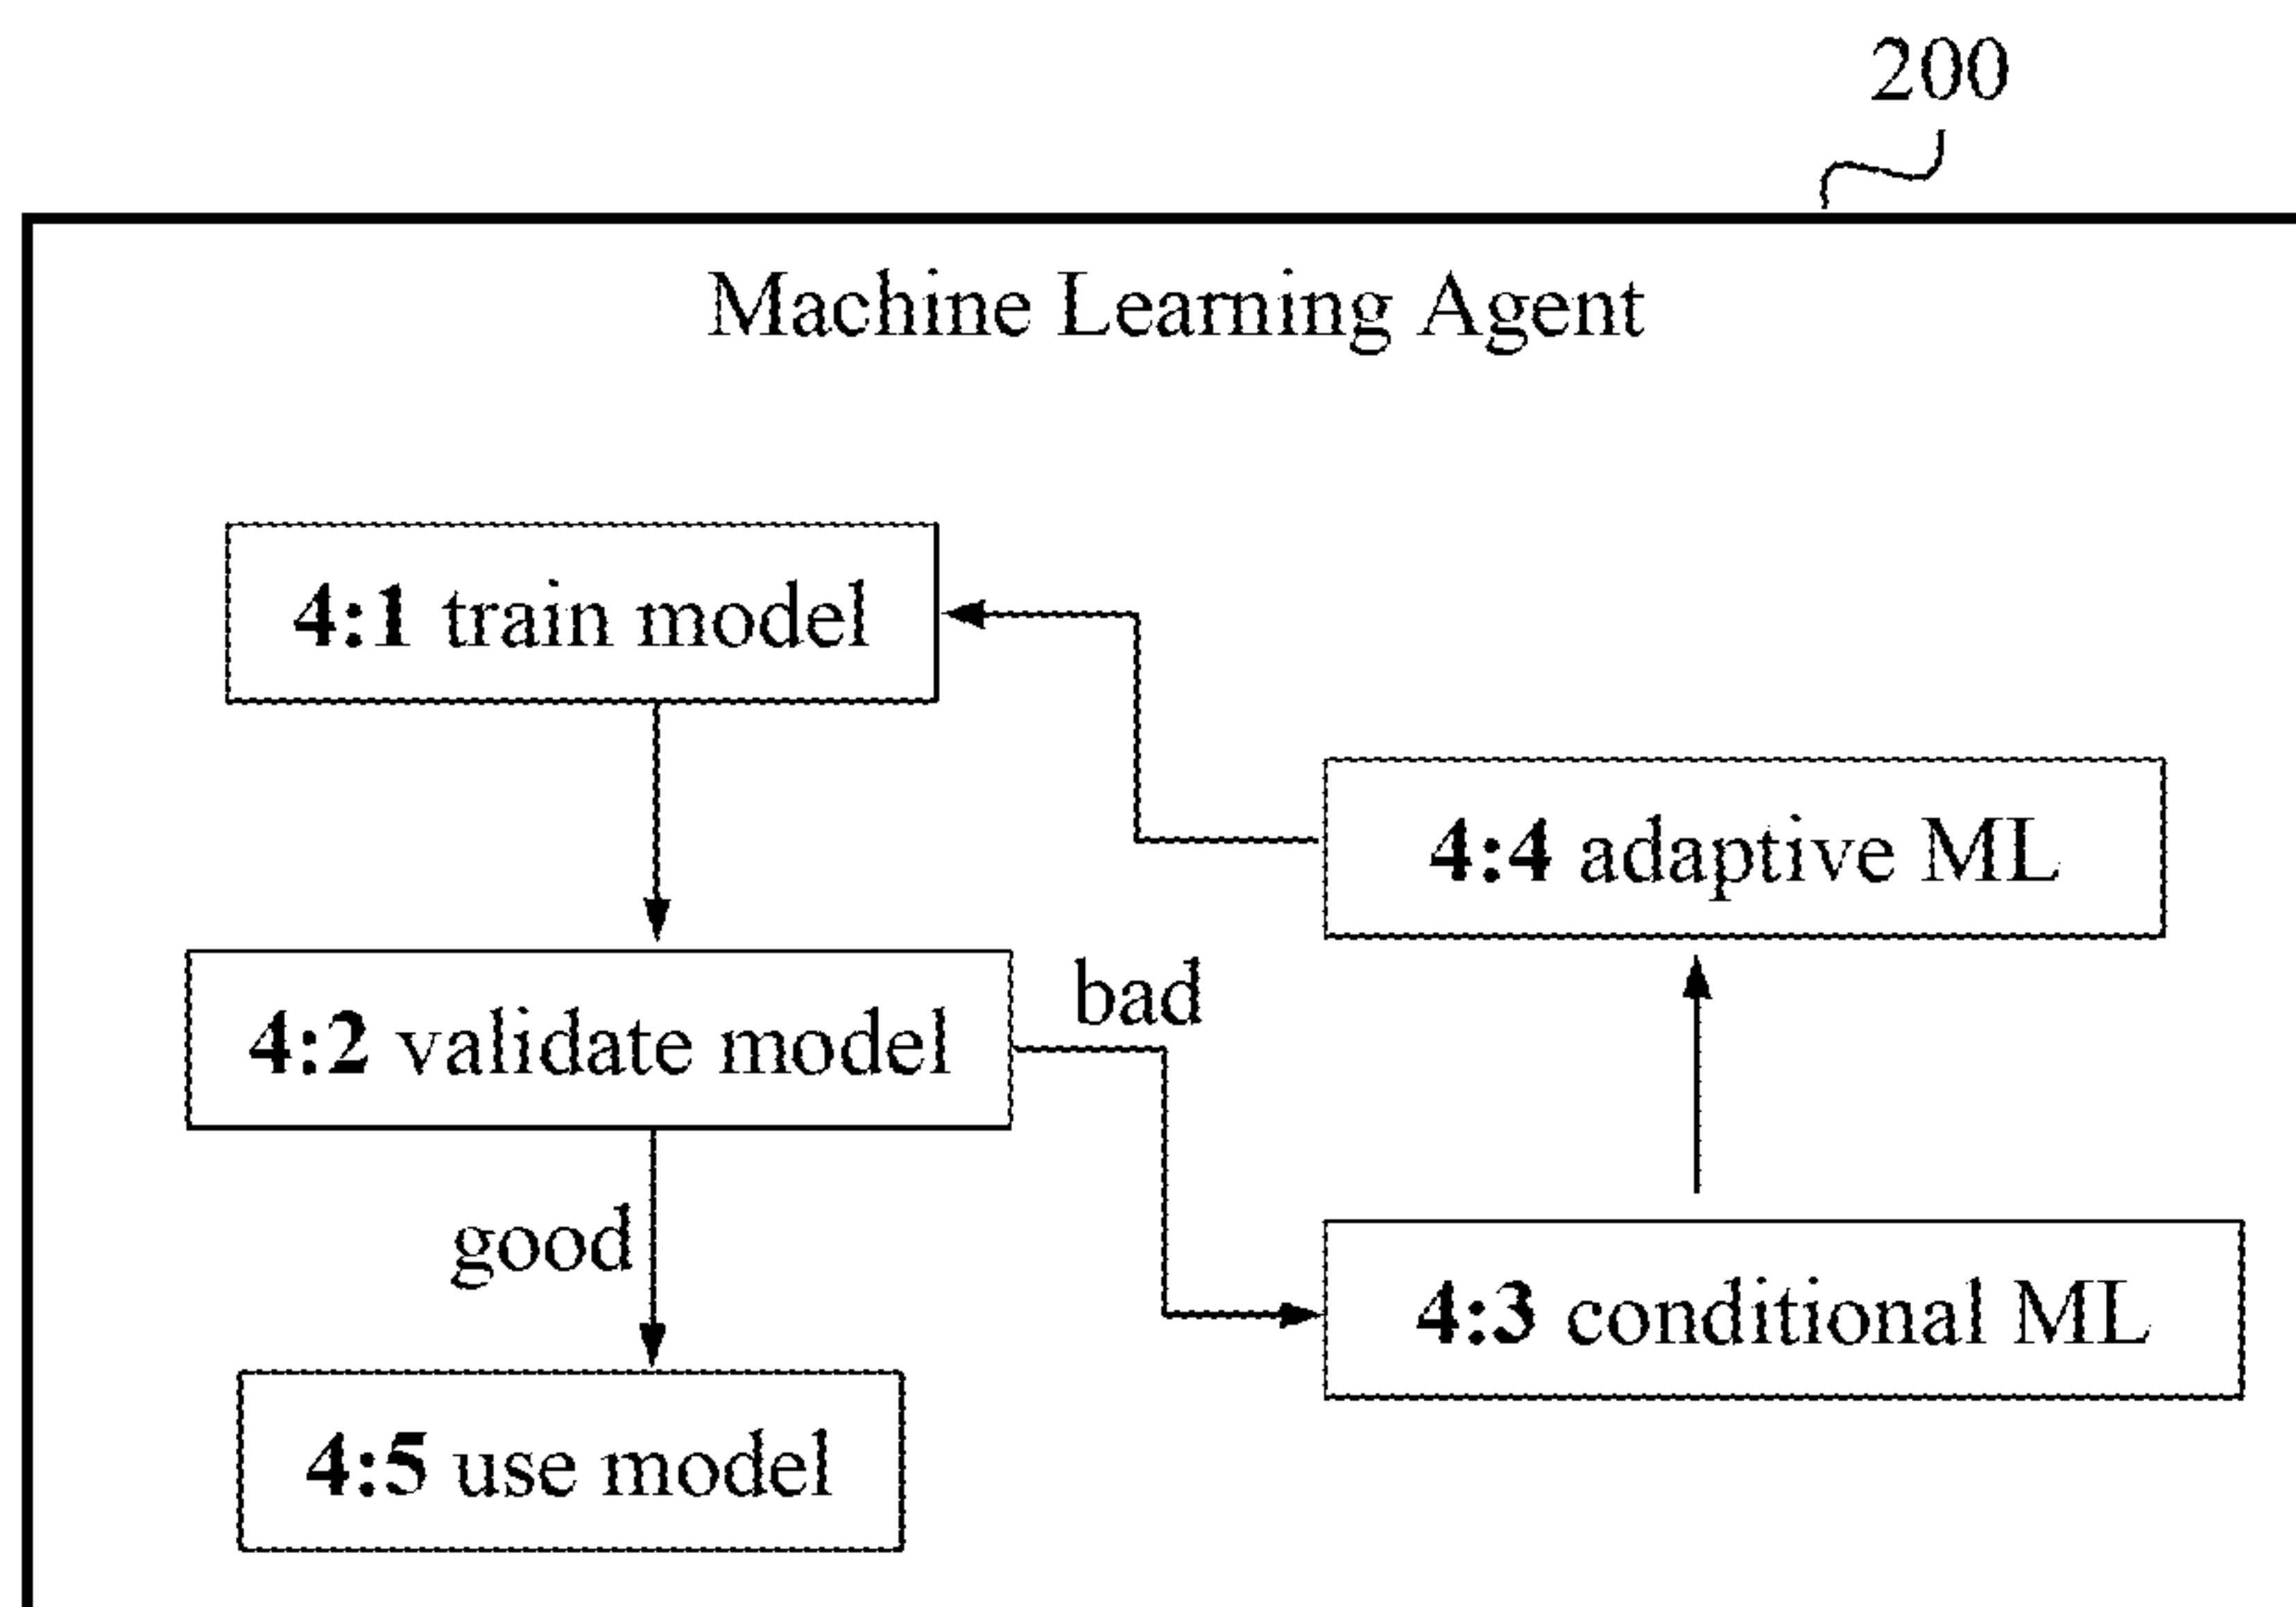 200
Machine Learning Agent
4:1 train model
4:4 adaptive ML
bad
4:2 validate model
good
4:3 conditional ML
4:5 use model